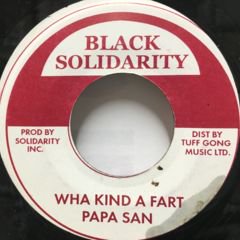 BLACK
SOLIDARITY
PROD BY
SOLIDARITY
INC.
DIST BY
TUFF GONG
MUSIC LTD.
WHA KIND A FART
PAPA SAN